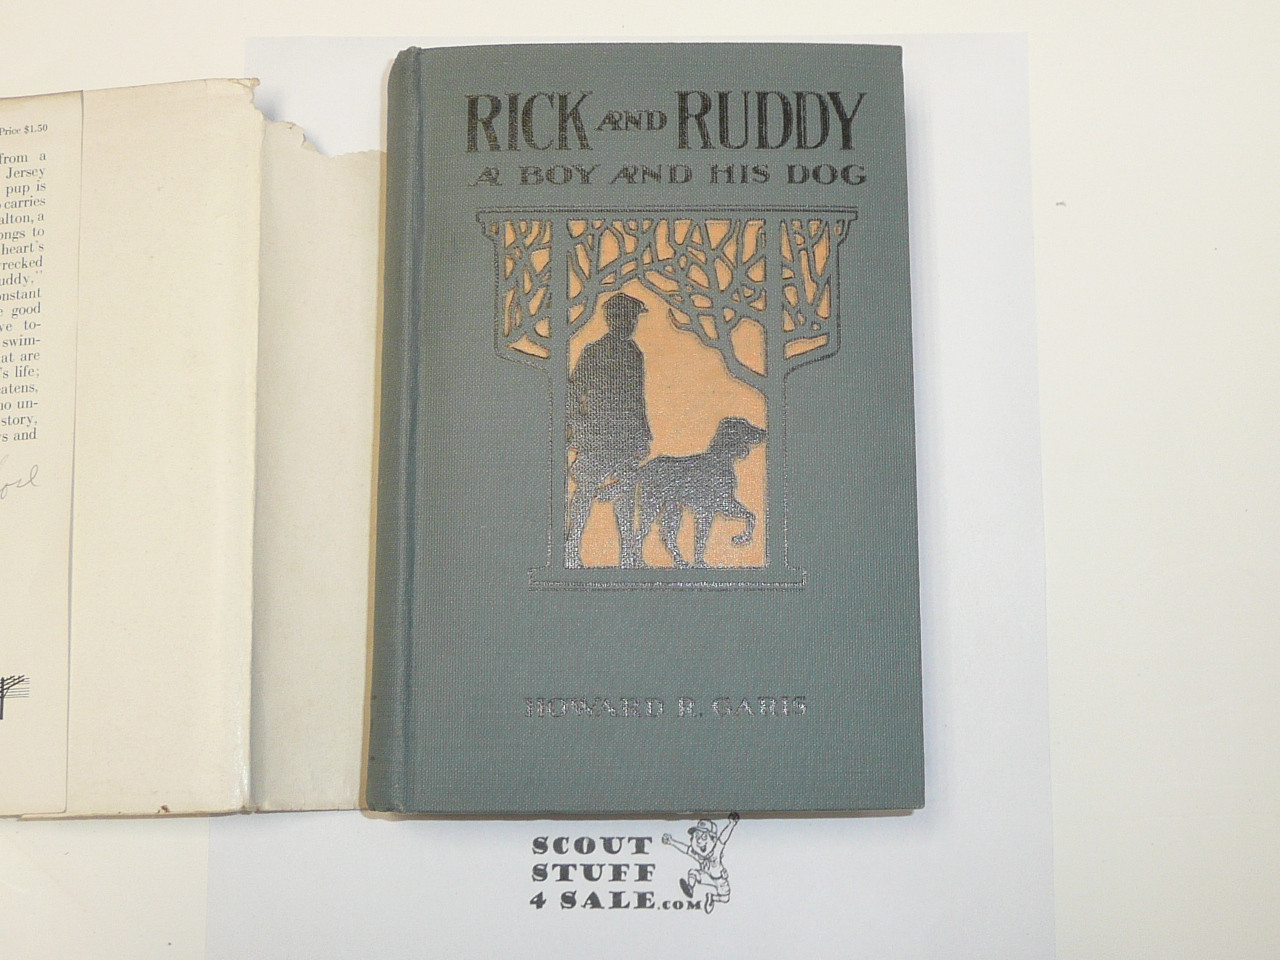 Price $1.50
from a
Jersey
pup is
carries
alton, a
ongs to
heart's
recked
uddy,"
onstant
good
ve to-
swim-
at are
's life;
atens,
no un-
story,
s and
RICK AND RUDDY
A BOY AND HIS DOG
HOWARD R. GARIS
SCOUT
STUFF
4 SALE.COM